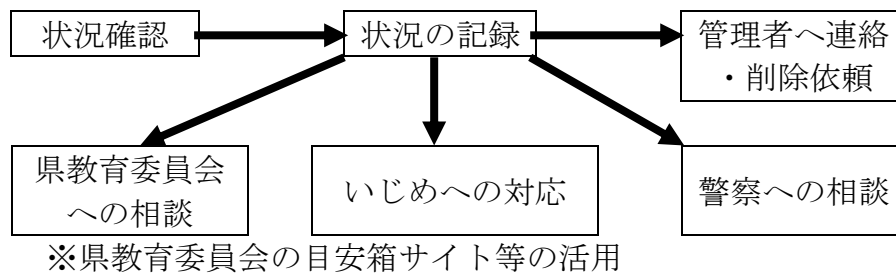 状況確認
状況の記録
管理者へ連絡
・削除依頼
県教育委員会
への相談
いじめへの対応
警察への相談
※県教育委員会の目安箱サイト等の活用